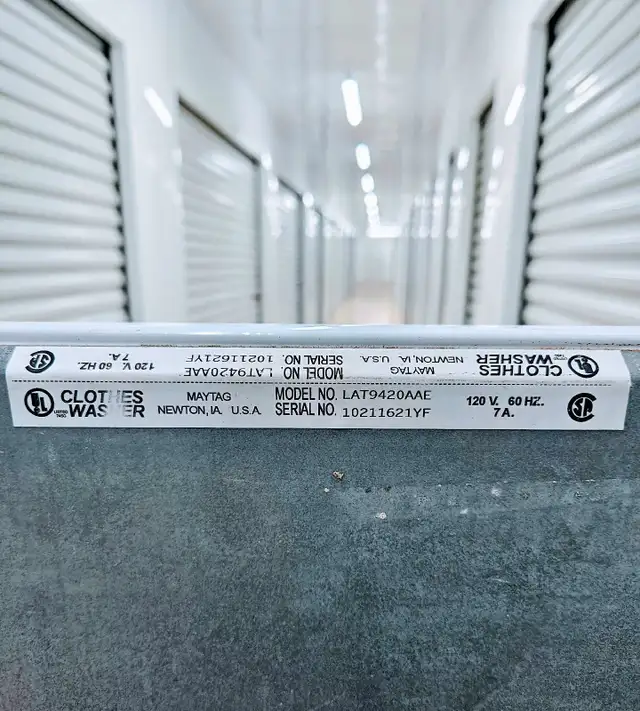 CLOTHES WASHER MAYTAG NEWTON, IA. U.S.A. MODEL NO. LAT9420AAE SERIAL NO. 10211621YF 120 V. 60 HZ. 7 A.
UL CLOTHES MAYTAG MODEL NO. LAT9420AAE 120 V. 60 HZ.
WASHER NEWTON, IA. U.S.A. SERIAL NO. 10211621YF 7 A.